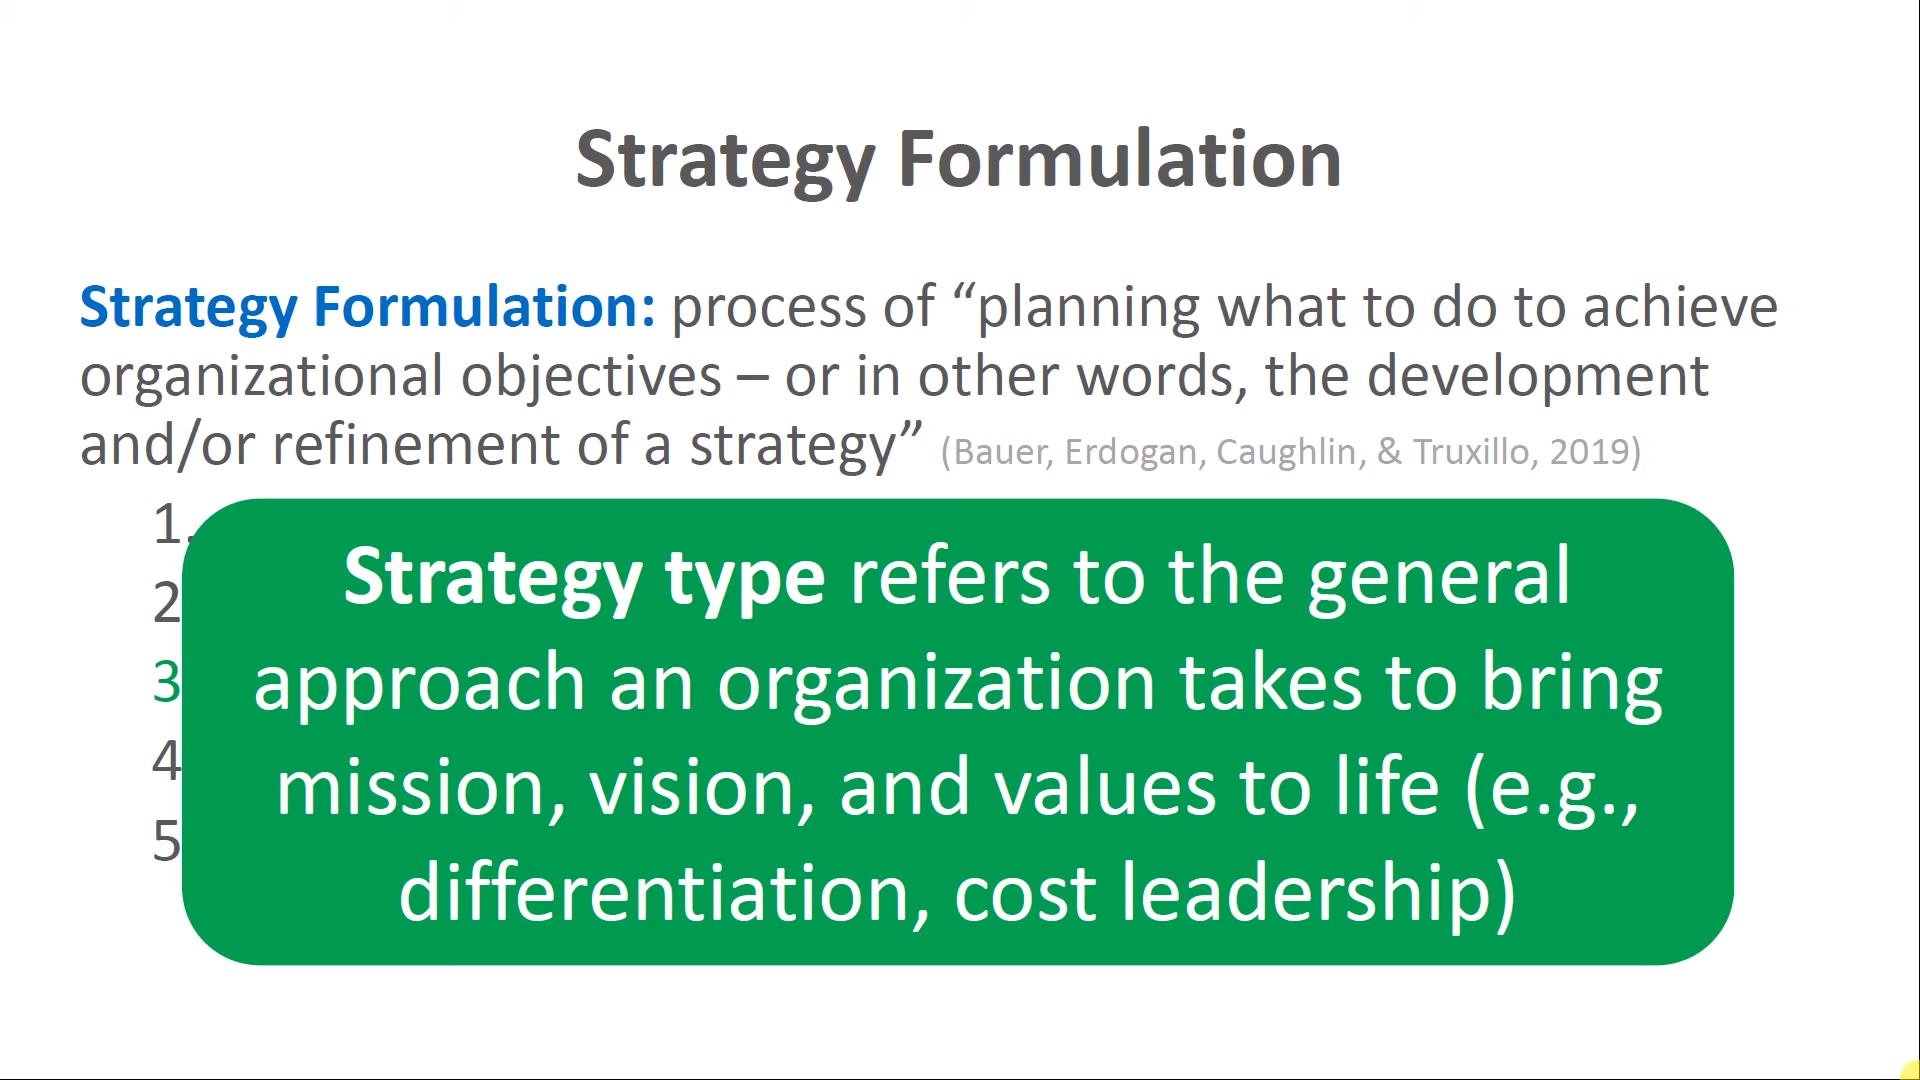 Strategy Formulation
Strategy Formulation: process of “planning what to do to achieve
organizational objectives – or in other words, the development
and/or refinement of a strategy” (Bauer, Erdogan, Caughlin, & Truxillo, 2019)
1.
2
3
4
5
Strategy type refers to the general
approach an organization takes to bring
mission, vision, and values to life (e.g.,
differentiation, cost leadership)